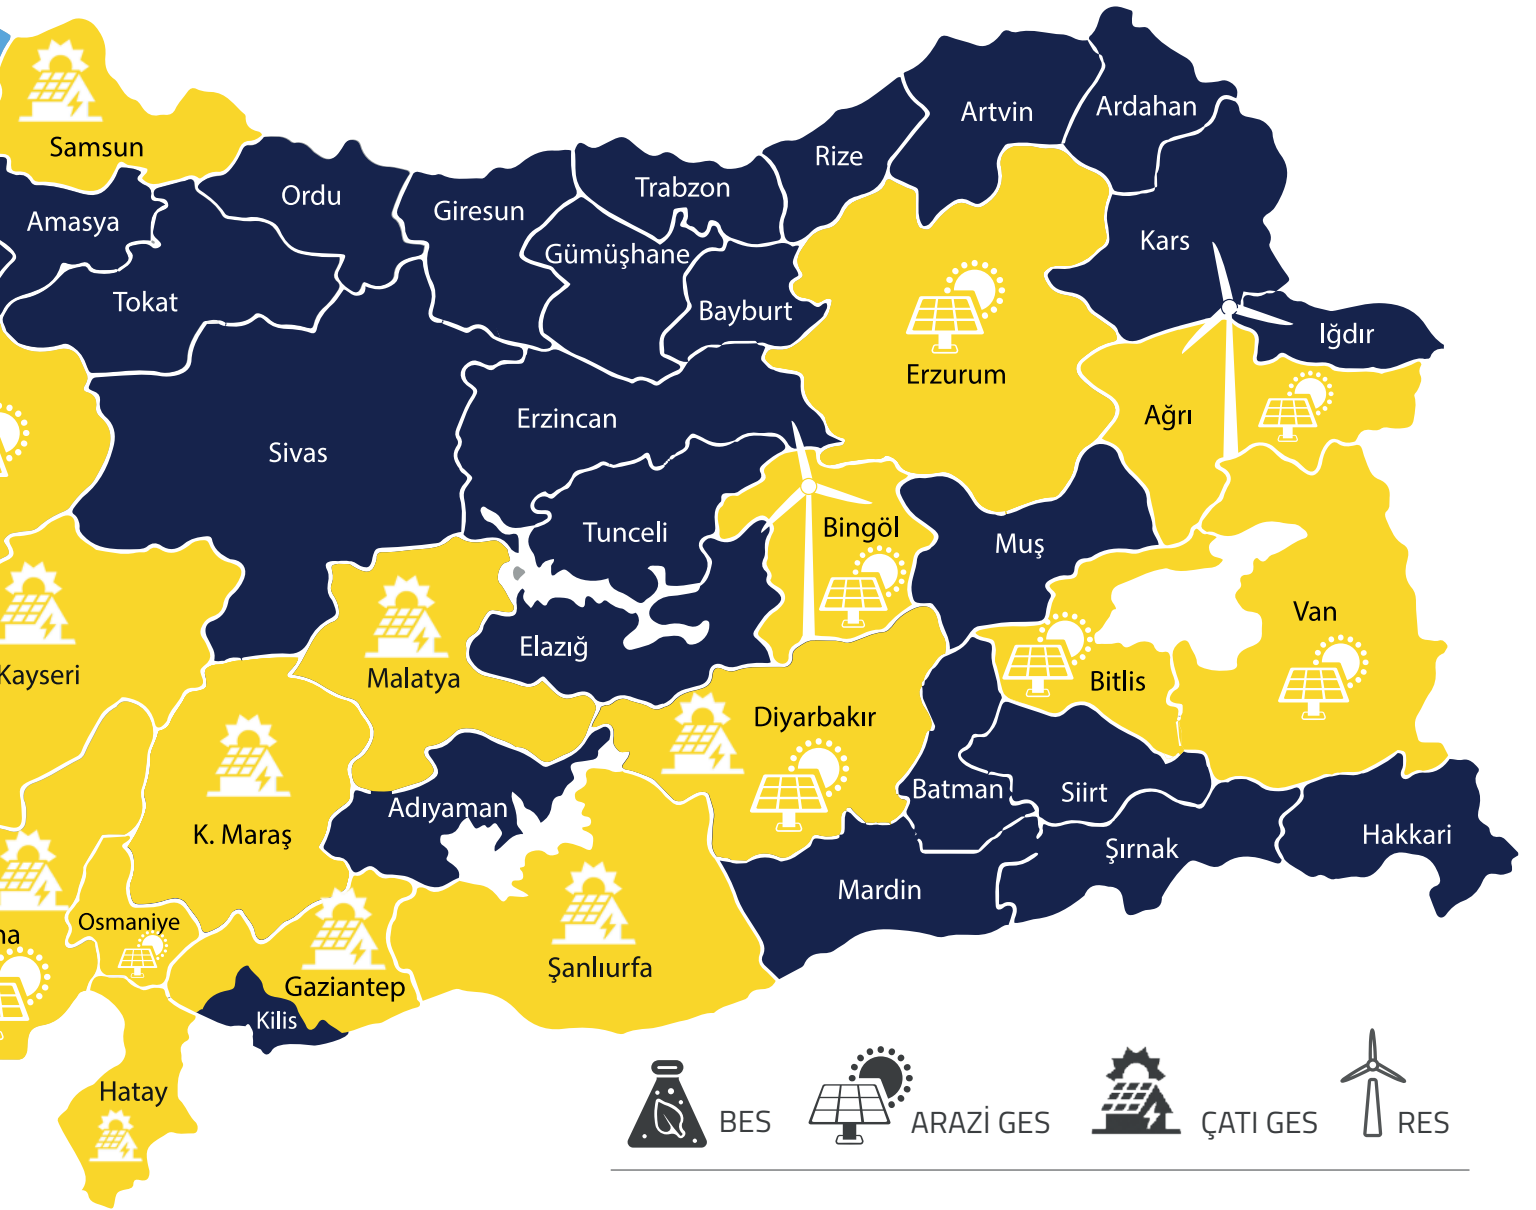 Samsun
Artvin
Ardahan
Rize
Trabzon
Ordu
Giresun
Amasya
Kars
Gümüşhane
Tokat
Bayburt
Iğdır
Erzurum
Ağrı
Erzincan
Sivas
Bingöl
Tunceli
Muş
Van
Elazığ
Kayseri
Malatya
Bitlis
Diyarbakır
Batman
Siirt
Adıyaman
K. Maraş
Hakkari
Şırnak
Mardin
Osmaniye
na
Şanlıurfa
Gaziantep
Kilis
Hatay
BES
ARAZİ GES
ÇATI GES
RES